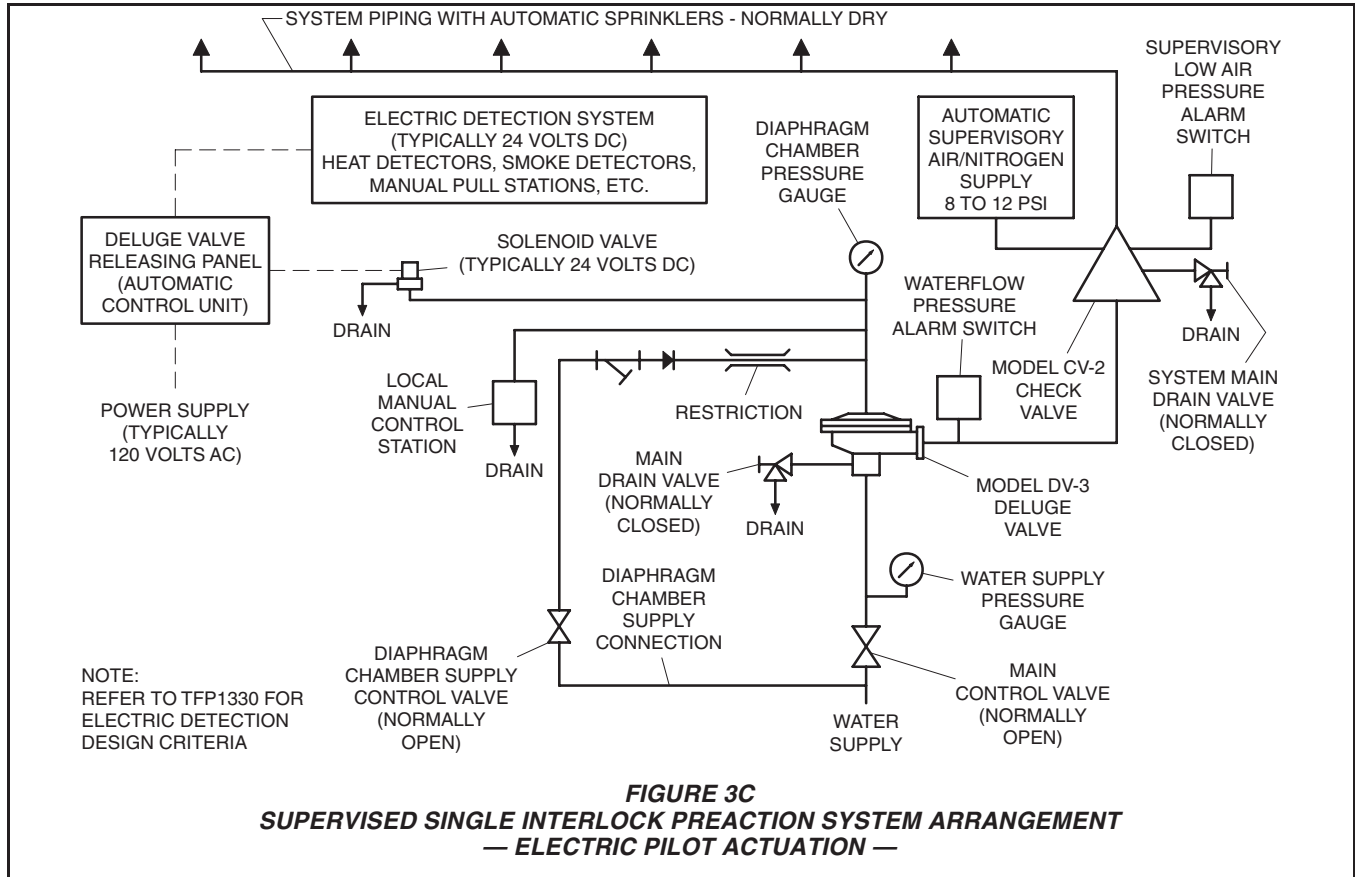 SYSTEM PIPING WITH AUTOMATIC SPRINKLERS - NORMALLY DRY
SUPERVISORY
LOW AIR
PRESSURE
ALARM
SWITCH
ELECTRIC DETECTION SYSTEM
(TYPICALLY 24 VOLTS DC)
HEAT DETECTORS, SMOKE DETECTORS,
MANUAL PULL STATIONS, ETC.
DIAPHRAGM
CHAMBER
PRESSURE
GAUGE
AUTOMATIC
SUPERVISORY
AIR/NITROGEN
SUPPLY
8 TO 12 PSI
DELUGE VALVE
RELEASING PANEL
(AUTOMATIC
CONTROL UNIT)
SOLENOID VALVE
(TYPICALLY 24 VOLTS DC)
DRAIN
WATERFLOW
PRESSURE
ALARM SWITCH
DRAIN
POWER SUPPLY
(TYPICALLY
120 VOLTS AC)
LOCAL
MANUAL
CONTROL
STATION
DRAIN
RESTRICTION
MODEL CV-2
CHECK
VALVE
SYSTEM MAIN
DRAIN VALVE
(NORMALLY
CLOSED)
MAIN
DRAIN VALVE
(NORMALLY
CLOSED)
DRAIN
MODEL DV-3
DELUGE
VALVE
DIAPHRAGM
CHAMBER
SUPPLY
CONNECTION
WATER SUPPLY
PRESSURE
GAUGE
NOTE:
REFER TO TFP1330 FOR
ELECTRIC DETECTION
DESIGN CRITERIA
DIAPHRAGM
CHAMBER SUPPLY
CONTROL VALVE
(NORMALLY
OPEN)
WATER
SUPPLY
MAIN
CONTROL VALVE
(NORMALLY
OPEN)
FIGURE 3C
SUPERVISED SINGLE INTERLOCK PREACTION SYSTEM ARRANGEMENT
— ELECTRIC PILOT ACTUATION —